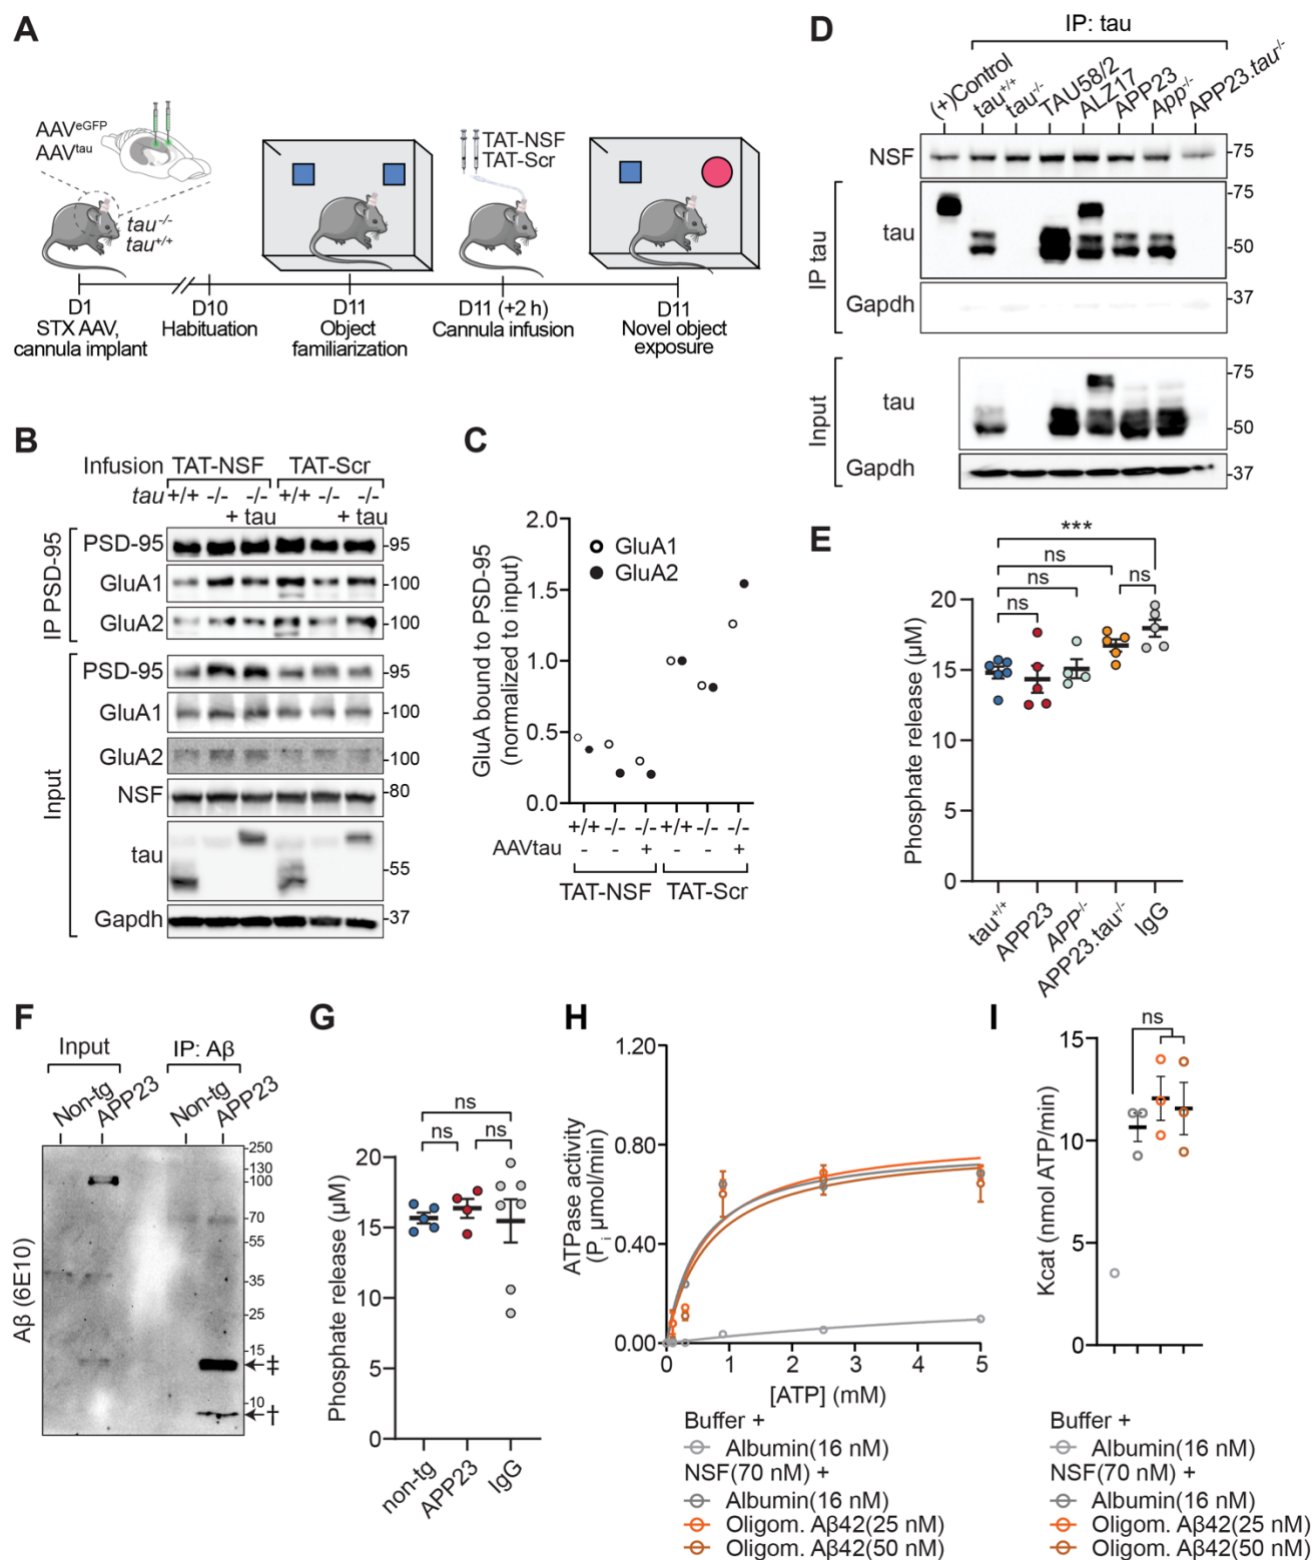 A
AAVeGFP
AAVtau
tau-/-
tau+/+
TAT-NSF
TAT-Scr
D1
STX AAV,
cannula implant
D10
Habituation
D11
Object
familiarization
D11 (+2 h)
Cannula infusion
D11
Novel object
exposure
B
Infusion TAT-NSF TAT-Scr
tau +/+ -/- -/- +/+ -/- -/-
+ tau + tau
IP PSD-95
PSD-95 -95
GluA1 -100
GluA2 -100
Input
PSD-95 -95
GluA1 -100
GluA2 -100
NSF -80
tau
-55
Gapdh -37
C
GluA bound to PSD-95
(normalized to input)
2.0
1.5
1.0
0.5
0.0
GluA1
GluA2
+/+ -/- -/- +/+ -/- -/-
AAVtau - - + - - +
TAT-NSF TAT-Scr
D
IP: tau
(+)Control tau+/+ tau-/- TAU58/2 ALZ17 APP23 App-/- APP23.tau-/-
NSF -75
IP tau
-75
tau -50
Gapdh -37
Input
-75
tau
-50
Gapdh -37
E
***
ns
ns
ns
ns
Phosphate release (µM)
20
15
10
5
0
tau+/+ APP23 APP-/- APP23.tau-/- IgG
F
Input IP: Aβ
Non-tg APP23 Non-tg APP23
Aβ (6E10)
250
130
100
70
55
35
25
15
‡
10
†
G
ns
ns ns
Phosphate release (µM)
20
15
10
5
0
non-tg APP23 IgG
H
ATPase activity
(Pi µmol/min)
1.20
0.80
0.40
0.00
0 1 2 3 4 5
[ATP] (mM)
Buffer +
Albumin(16 nM)
NSF(70 nM) +
Albumin(16 nM)
Oligom. Aβ42(25 nM)
Oligom. Aβ42(50 nM)
I
ns
Kcat (nmol ATP/min)
15
10
5
0
Buffer +
Albumin(16 nM)
NSF(70 nM) +
Albumin(16 nM)
Oligom. Aβ42(25 nM)
Oligom. Aβ42(50 nM)